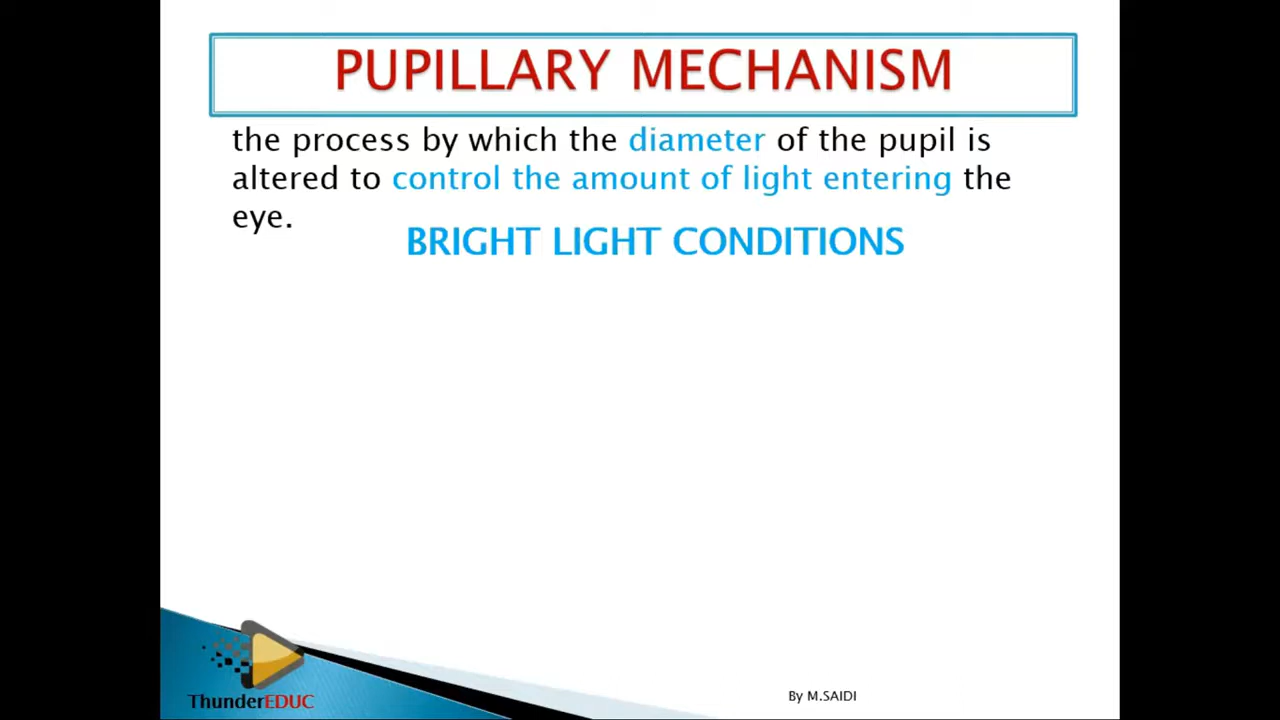 PUPILLARY MECHANISM
the process by which the diameter of the pupil is
altered to control the amount of light entering the
eye.
BRIGHT LIGHT CONDITIONS
ThunderEDUC
By M.SAIDI